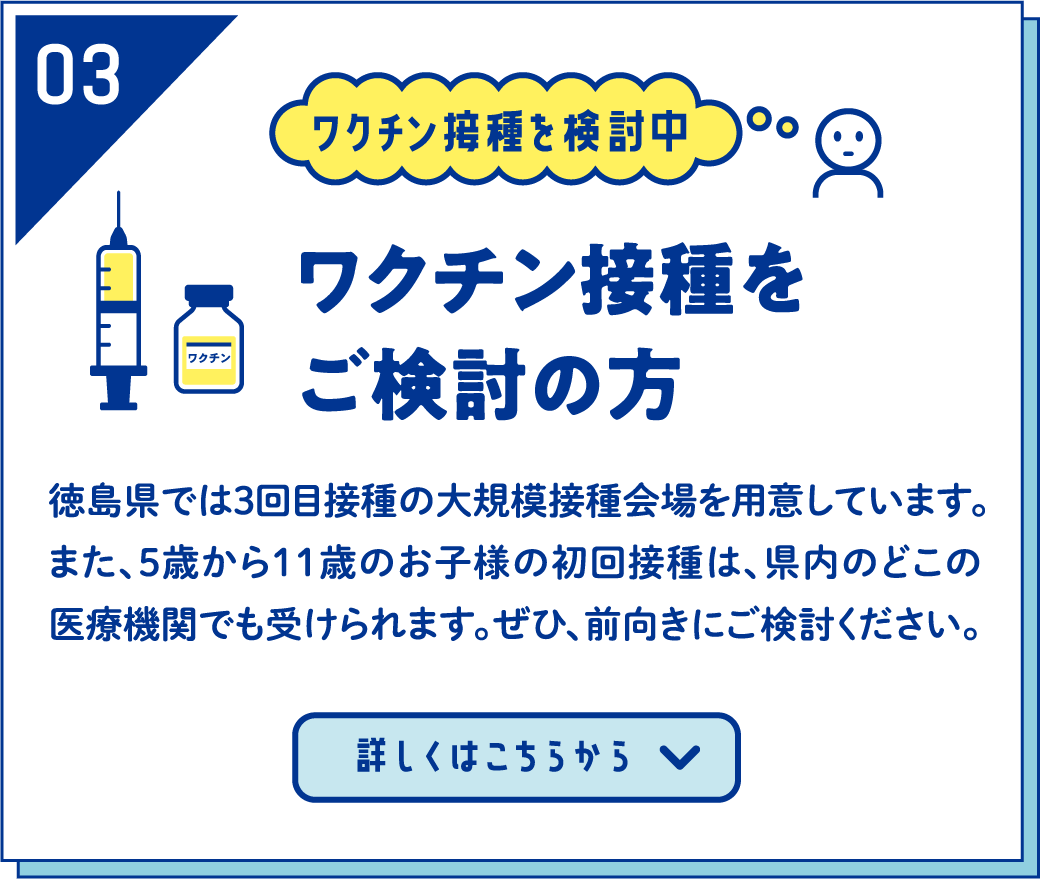 03
ワクチン接種を検討中
ワクチン接種を
ご検討の方
ワクチン
徳島県では3回目接種の大規模接種会場を用意しています。
また、5歳から11歳のお子様の初回接種は、県内のどこの
医療機関でも受けられます。ぜひ、前向きにご検討ください。
詳しくはこちらから